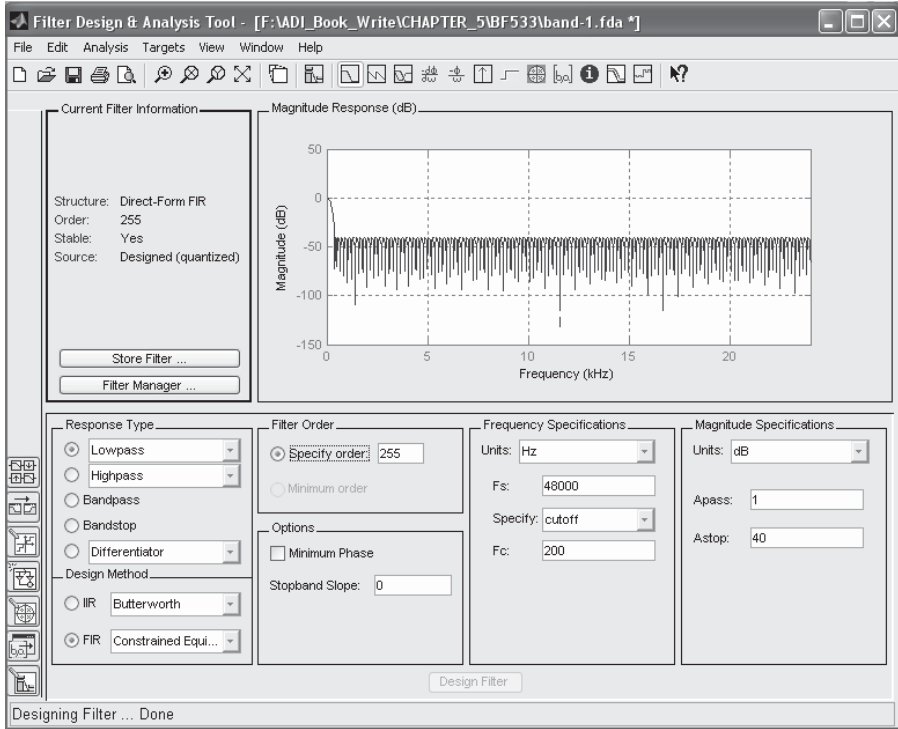 Filter Design & Analysis Tool - [F:\ADI_Book_Write\CHAPTER_5\BF533\band-1.fda *]
File Edit Analysis Targets View Window Help
Current Filter Information
Structure: Direct-Form FIR
Order: 255
Stable: Yes
Source: Designed (quantized)
Store Filter ...
Filter Manager ...
Magnitude Response (dB)
Magnitude (dB)
50
0
-50
-100
-150
0 5 10 15 20
Frequency (kHz)
Response Type
Lowpass
Highpass
Bandpass
Bandstop
Differentiator
Design Method
IIR Butterworth
FIR Constrained Equi...
Filter Order
Specify order: 255
Minimum order
Options
Minimum Phase
Stopband Slope: 0
Frequency Specifications
Units: Hz
Fs: 48000
Specify: cutoff
Fc: 200
Magnitude Specifications
Units: dB
Apass: 1
Astop: 40
Design Filter
Designing Filter ... Done